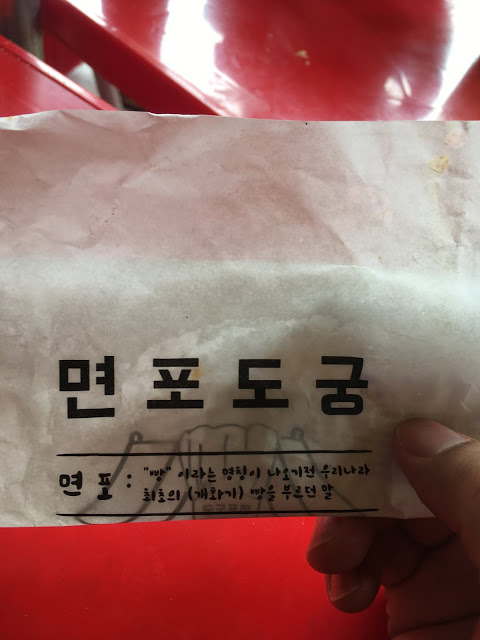 면포도궁
면포 : "빵" 이라는 명칭이 나오기전 우리나라
최초의 (개화기) 빵을 부르던 말